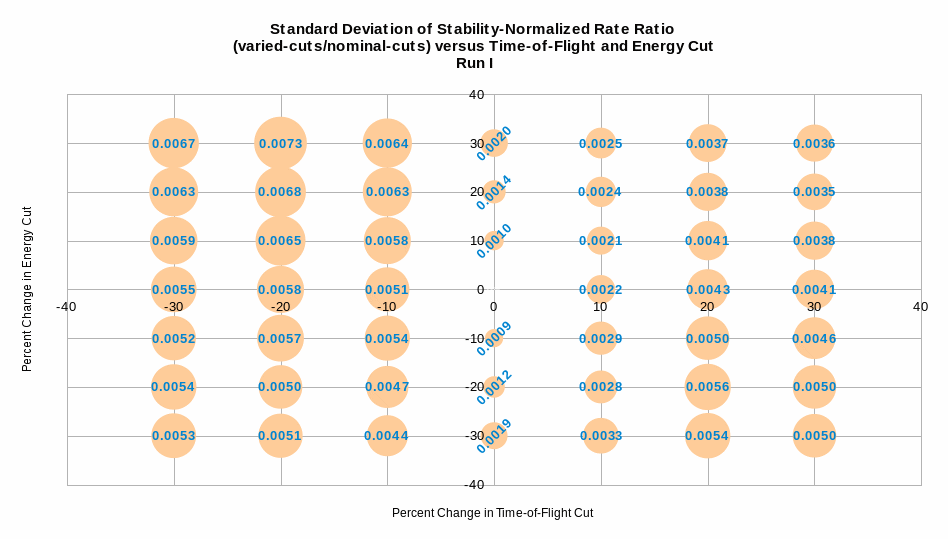 Standard Deviation of Stability-Normalized Rate Ratio
(varied-cuts/nominal-cuts) versus Time-of-Flight and Energy Cut
Run I
40
0.0067 0.0073 0.0064 30 0.0020 0.0025 0.0037 0.0036
0.0063 0.0068 0.0063 20 0.0014 0.0024 0.0038 0.0035
0.0059 0.0065 0.0058 10 0.0010 0.0021 0.0041 0.0038
0.0055 0.0058 0.0051 0 0.0022 0.0043 0.0041
-40 -30 -20 -10 0 10 20 30 40
0.0052 0.0057 0.0054 -10 0.0009 0.0029 0.0050 0.0046
0.0054 0.0050 0.0047 -20 0.0012 0.0028 0.0056 0.0050
0.0053 0.0051 0.0044 -30 0.0019 0.0033 0.0054 0.0050
-40
Percent Change in Energy Cut
Percent Change in Time-of-Flight Cut